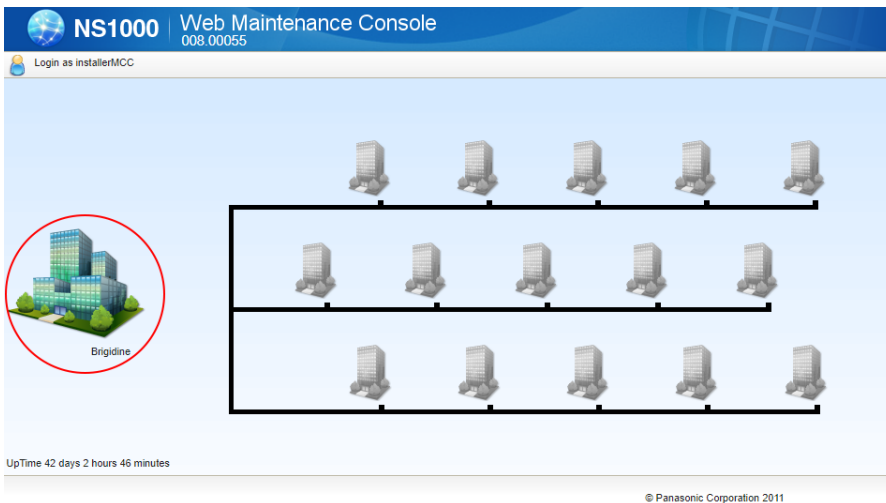 NS1000 Web Maintenance Console
008.00055
Login as installerMCC
Brigidine
UpTime 42 days 2 hours 46 minutes
© Panasonic Corporation 2011